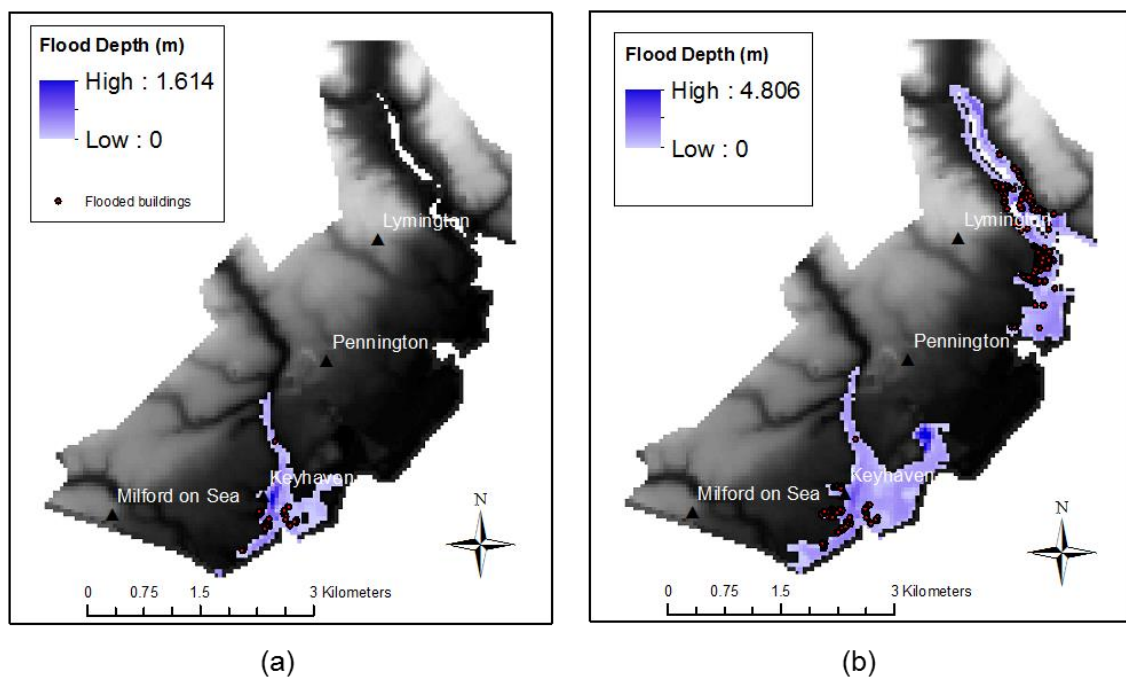 Flood Depth (m)
High : 1.614
Low : 0
Flooded buildings
Lymington
Pennington
Keyhaven
Milford on Sea
N
0 0.75 1.5 3 Kilometers
(a)
Flood Depth (m)
High : 4.806
Low : 0
Lymington
Pennington
Keyhaven
Milford on Sea
N
0 0.75 1.5 3 Kilometers
(b)